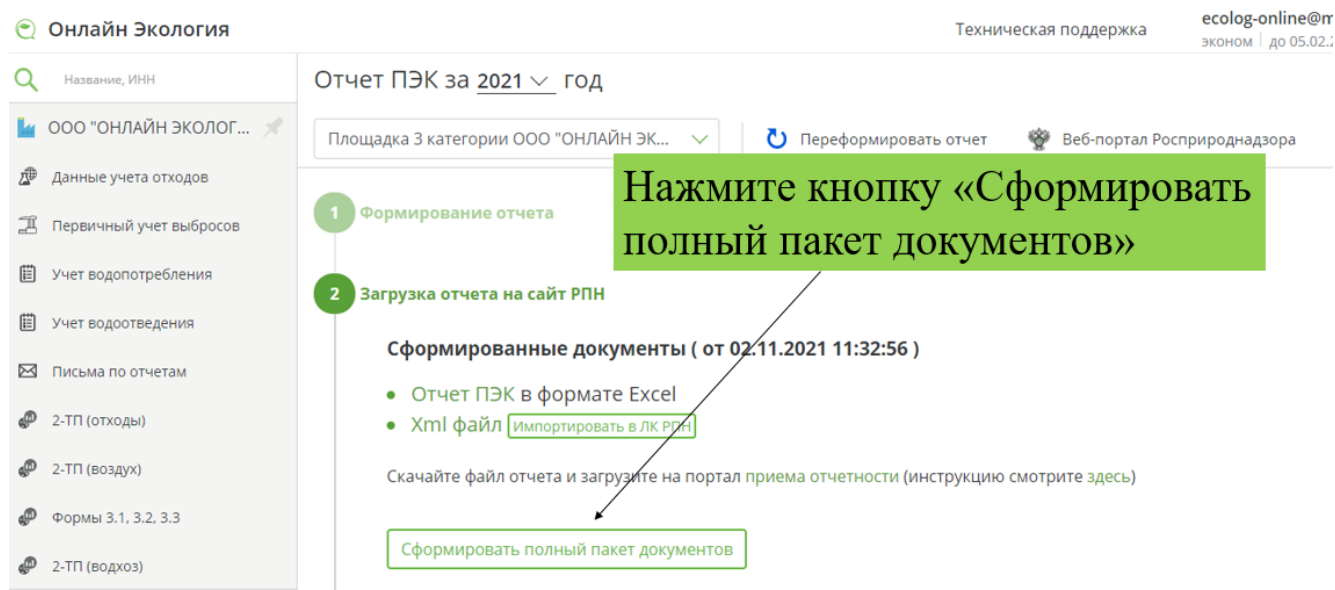 Онлайн Экология
Техническая поддержка
ecolog-online@m
эконом | до 05.02.2
Название, ИНН
Отчет ПЭК за 2021 год
ООО "ОНЛАЙН ЭКОЛОГ...
Площадка 3 категории ООО "ОНЛАЙН ЭК...
Переформировать отчет
Веб-портал Росприроднадзора
Данные учета отходов
Первичный учет выбросов
Учет водопотребления
Учет водоотведения
Письма по отчетам
2-ТП (отходы)
2-ТП (воздух)
Формы 3.1, 3.2, 3.3
2-ТП (водхоз)
Нажмите кнопку «Сформировать
полный пакет документов»
1 Формирование отчета
2 Загрузка отчета на сайт РПН
Сформированные документы ( от 02.11.2021 11:32:56 )
• Отчет ПЭК в формате Excel
• Xml файл Импортировать в ЛК РПН
Скачайте файл отчета и загрузите на портал приема отчетности (инструкцию смотрите здесь)
Сформировать полный пакет документов